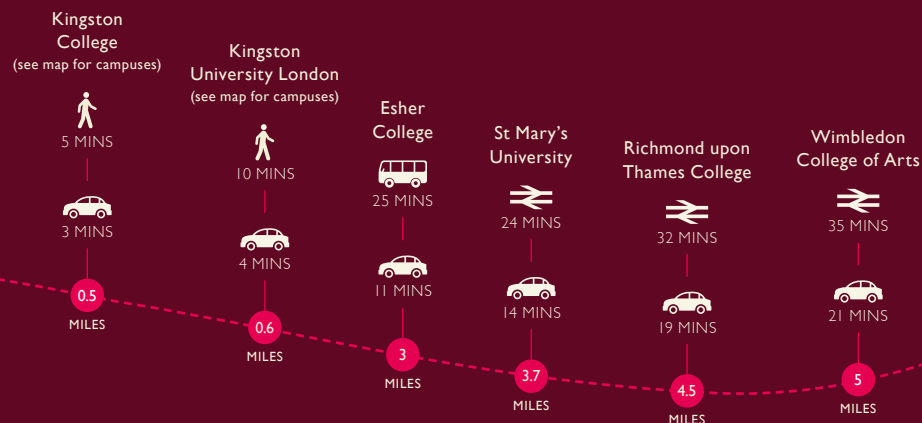 Kingston
College
(see map for campuses)
5 MINS
3 MINS
0.5
MILES
Kingston
University London
(see map for campuses)
10 MINS
4 MINS
0.6
MILES
Esher
College
25 MINS
11 MINS
3
MILES
St Mary's
University
24 MINS
14 MINS
3.7
MILES
Richmond upon
Thames College
32 MINS
19 MINS
4.5
MILES
Wimbledon
College of Arts
35 MINS
21 MINS
5
MILES